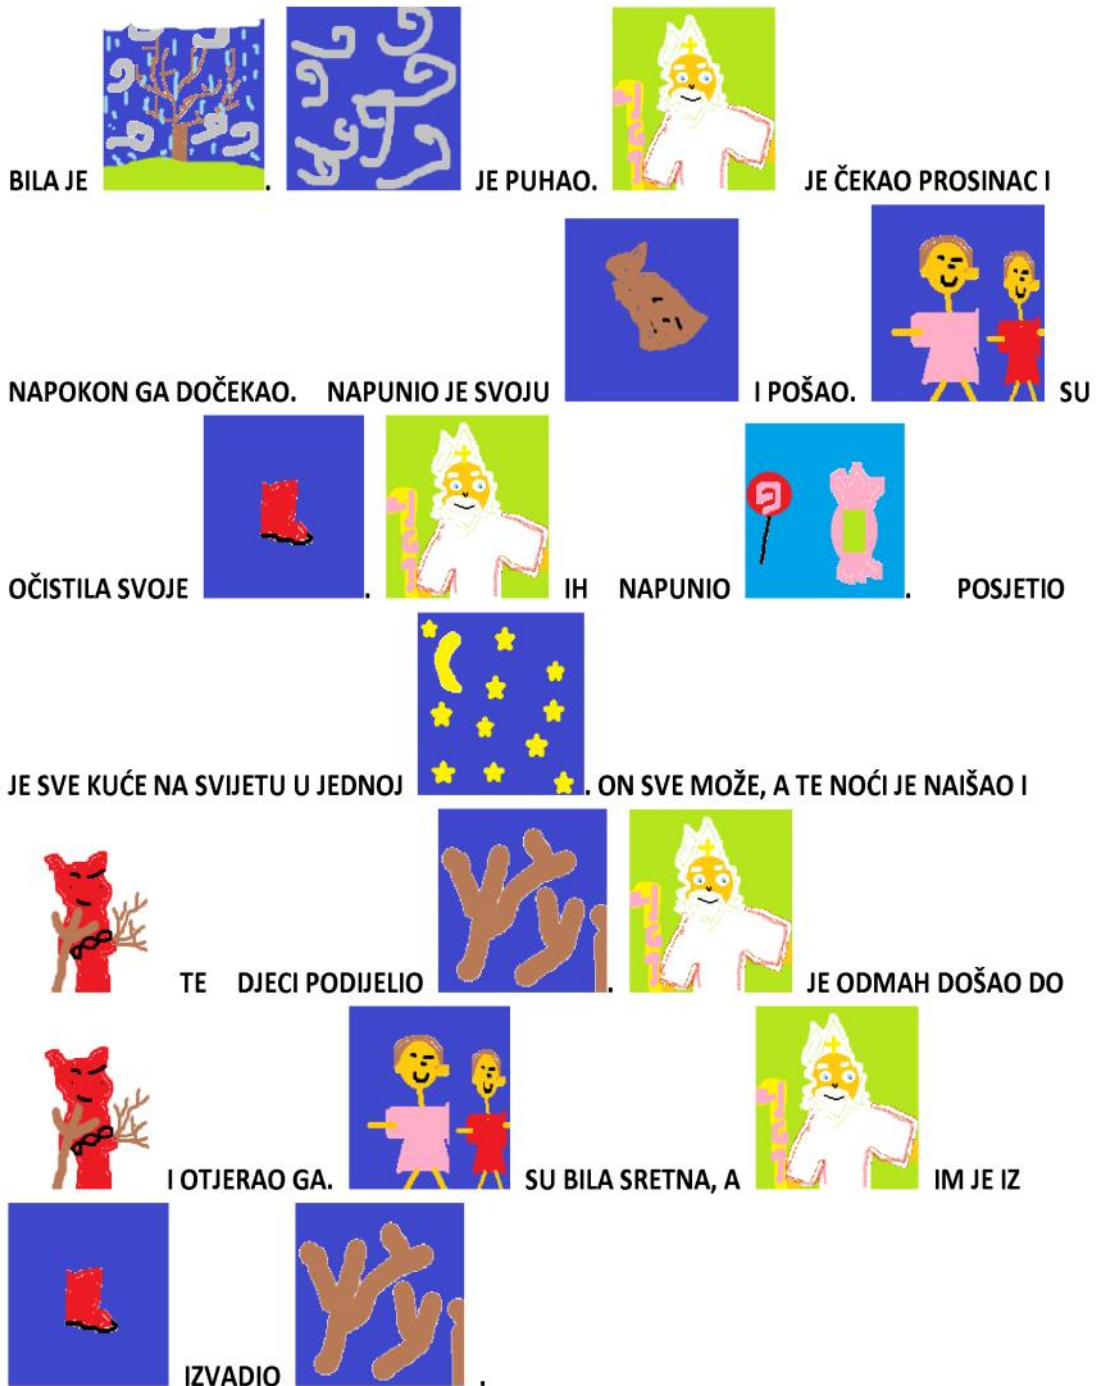 BILA JE . JE PUHAO. JE ČEKAO PROSINAC I
NAPOKON GA DOČEKAO. NAPUNIO JE SVOJU I POŠAO. SU
OČISTILA SVOJE . IH NAPUNIO . POSJETIO
JE SVE KUĆE NA SVIJETU U JEDNOJ . ON SVE MOŽE, A TE NOĆI JE NAIŠAO I
TE DJECI PODIJELIO . JE ODMAH DOŠAO DO
I OTJERAO GA. SU BILA SRETNA, A IM JE IZ
IZVADIO .